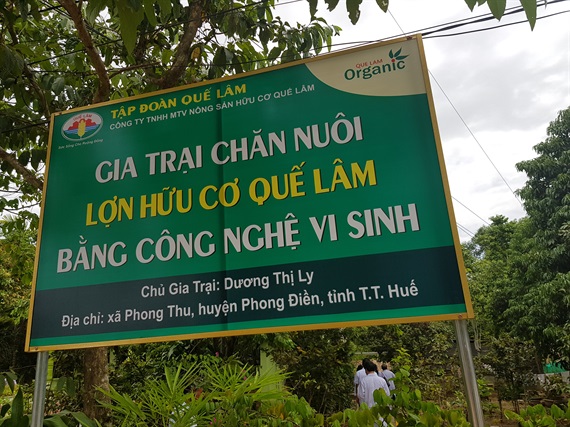 TẬP ĐOÀN QUẾ LÂM
CÔNG TY TNHH MTV NÔNG SẢN HỮU CƠ QUẾ LÂM
QUẾ LÂM
Organic
QUẾ LÂM
GIA TRẠI CHĂN NUÔI
LỢN HỮU CƠ QUẾ LÂM
BẰNG CÔNG NGHỆ VI SINH
Chủ Gia Trại: Dương Thị Ly
Địa chỉ: xã Phong Thu, huyện Phong Điền, tỉnh T.T. Huế